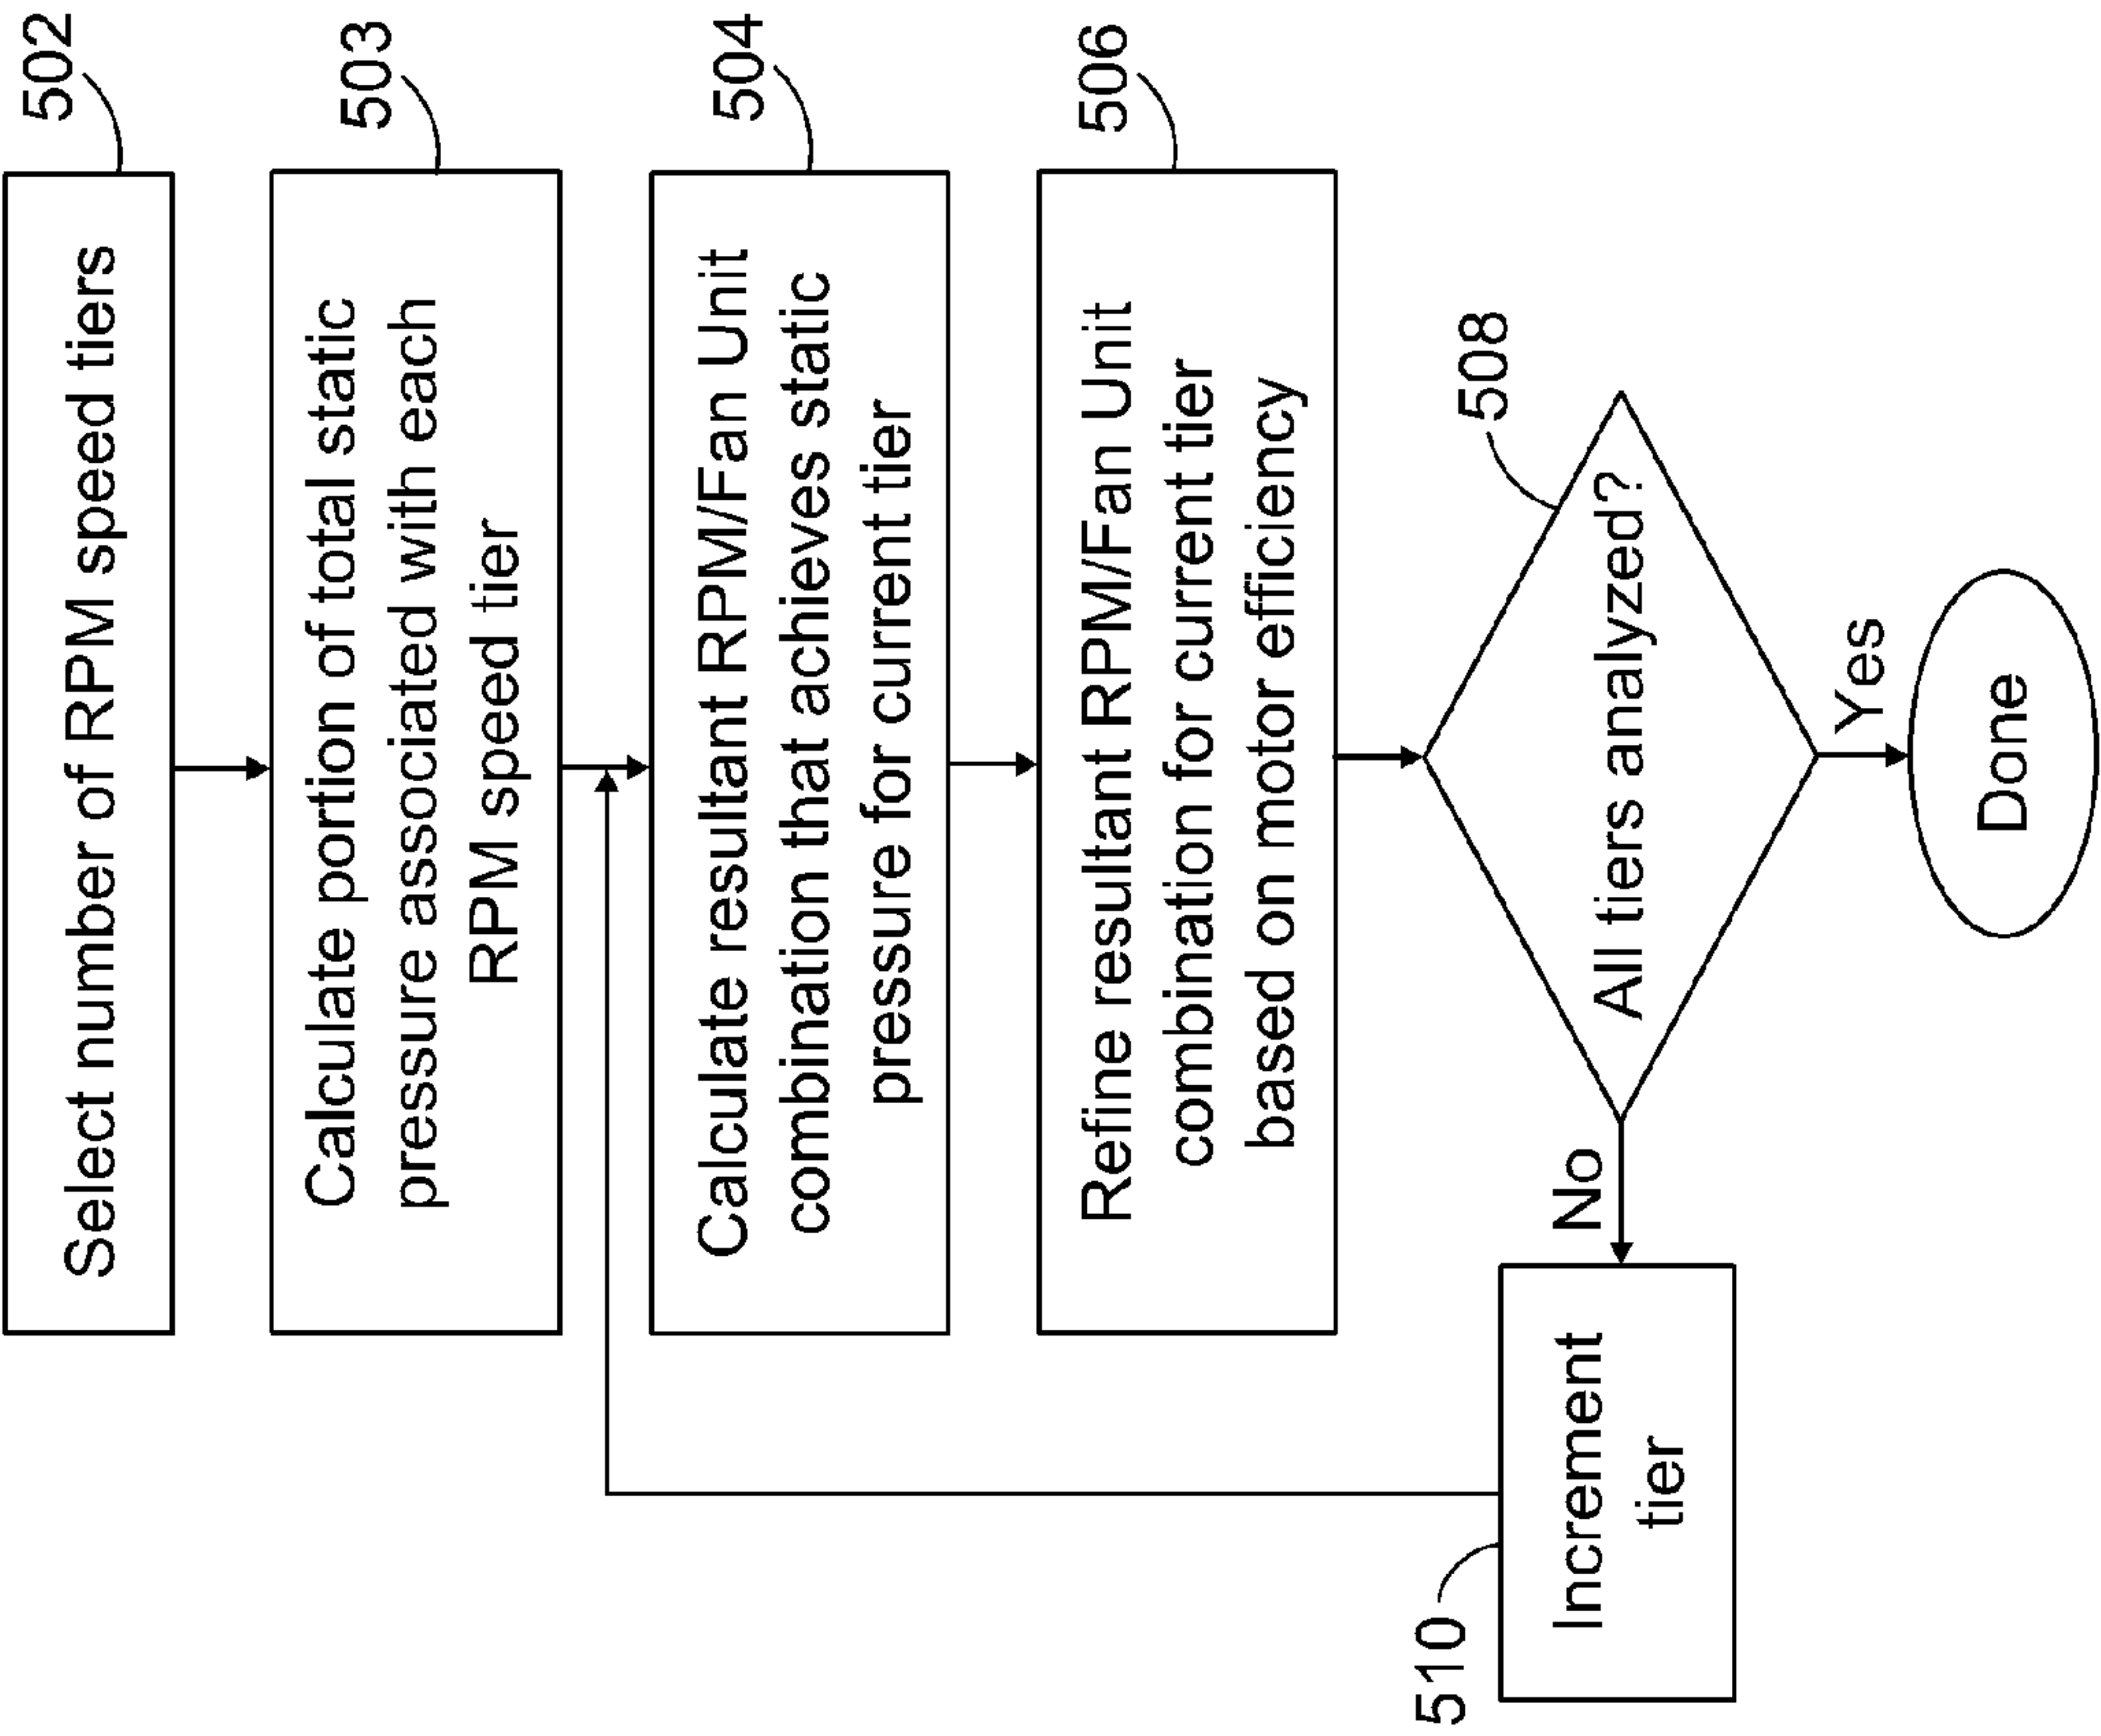 502
Select number of RPM speed tiers
503
Calculate portion of total static
pressure associated with each
RPM speed tier
504
Calculate resultant RPM/Fan Unit
combination that achieves static
pressure for current tier
506
Refine resultant RPM/Fan Unit
combination for current tier
based on motor efficiency
508
All tiers analyzed?
No
Yes
510
Increment
tier
Done